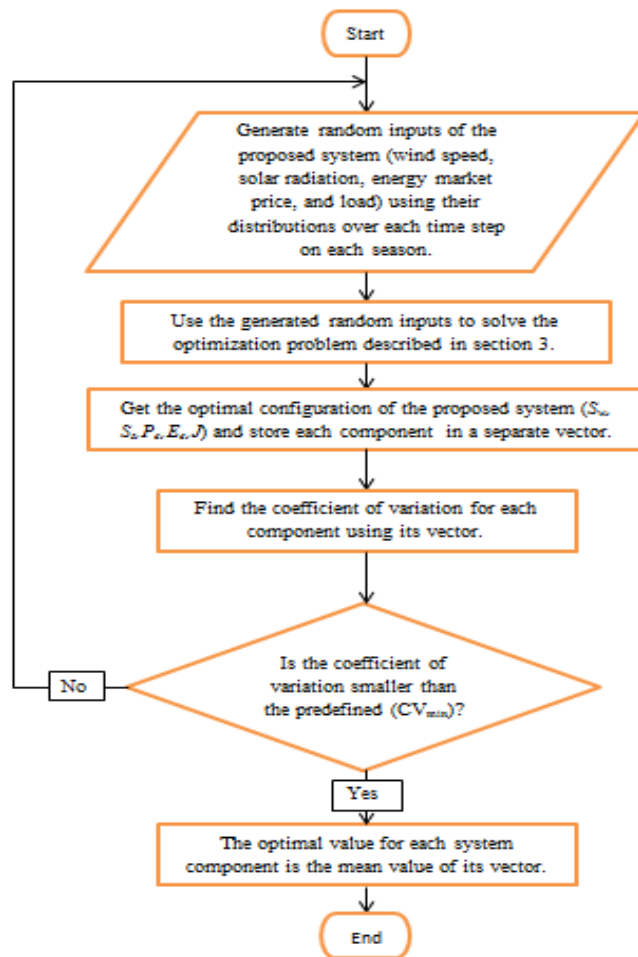 Start
Generate random inputs of the
proposed system (wind speed,
solar radiation, energy market
price, and load) using their
distributions over each time step
on each season.
Use the generated random inputs to solve the
optimization problem described in section 3.
Get the optimal configuration of the proposed system (
J) and store each component in a separate vector.
Find the coefficient of variation for each
component using its vector.
Is the coefficient of
variation smaller than
the predefined (CVmin)?
No
Yes
The optimal value for each system
component is the mean value of its vector.
End